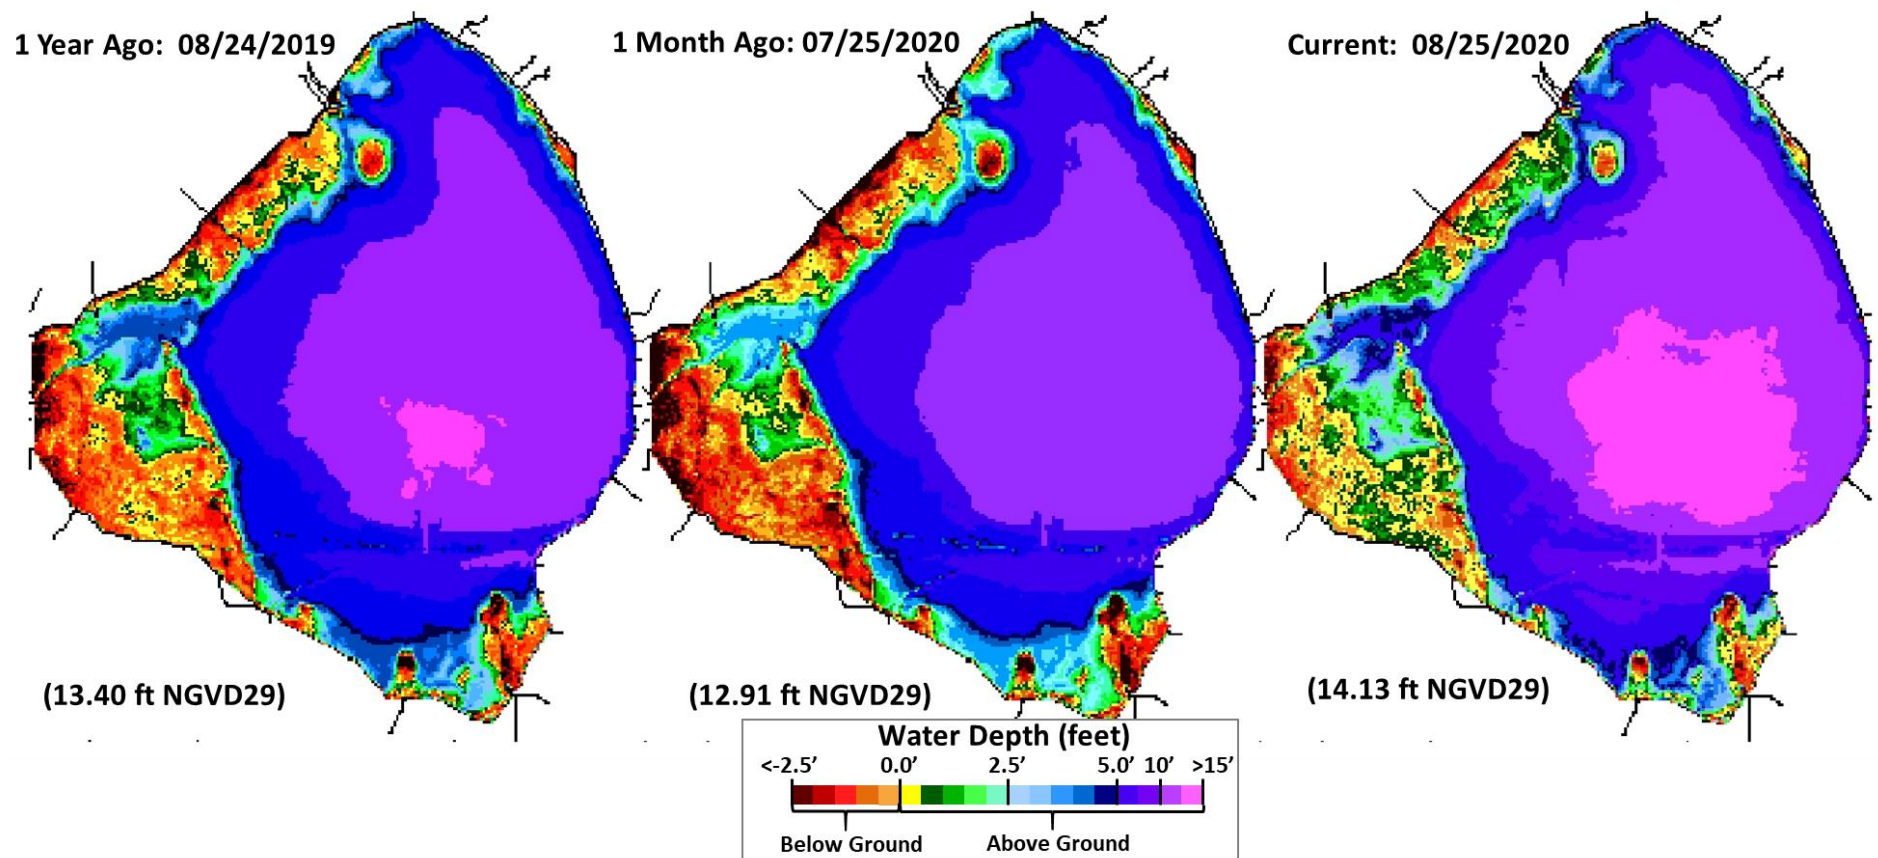 1 Year Ago: 08/24/2019
1 Month Ago: 07/25/2020
Current: 08/25/2020
(13.40 ft NGVD29)
(12.91 ft NGVD29)
(14.13 ft NGVD29)
Water Depth (feet)
<-2.5’ 0.0’ 2.5’ 5.0’ 10’ >15’
Below Ground Above Ground